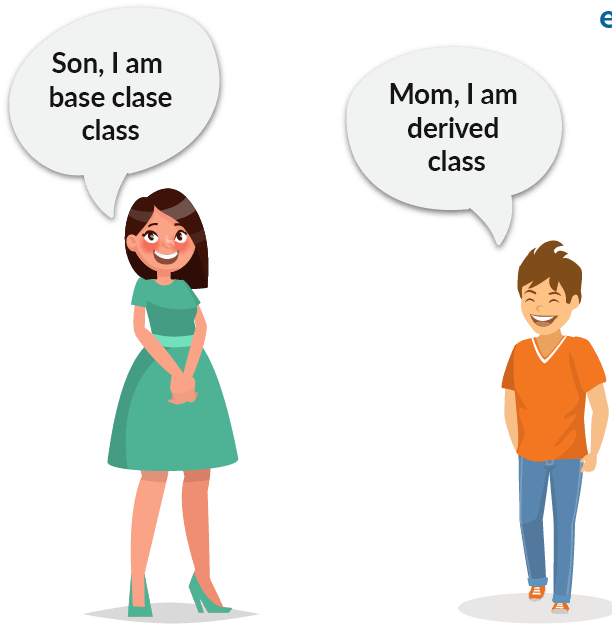 Son, I am
base clase
class
Mom, I am
derived
class
e